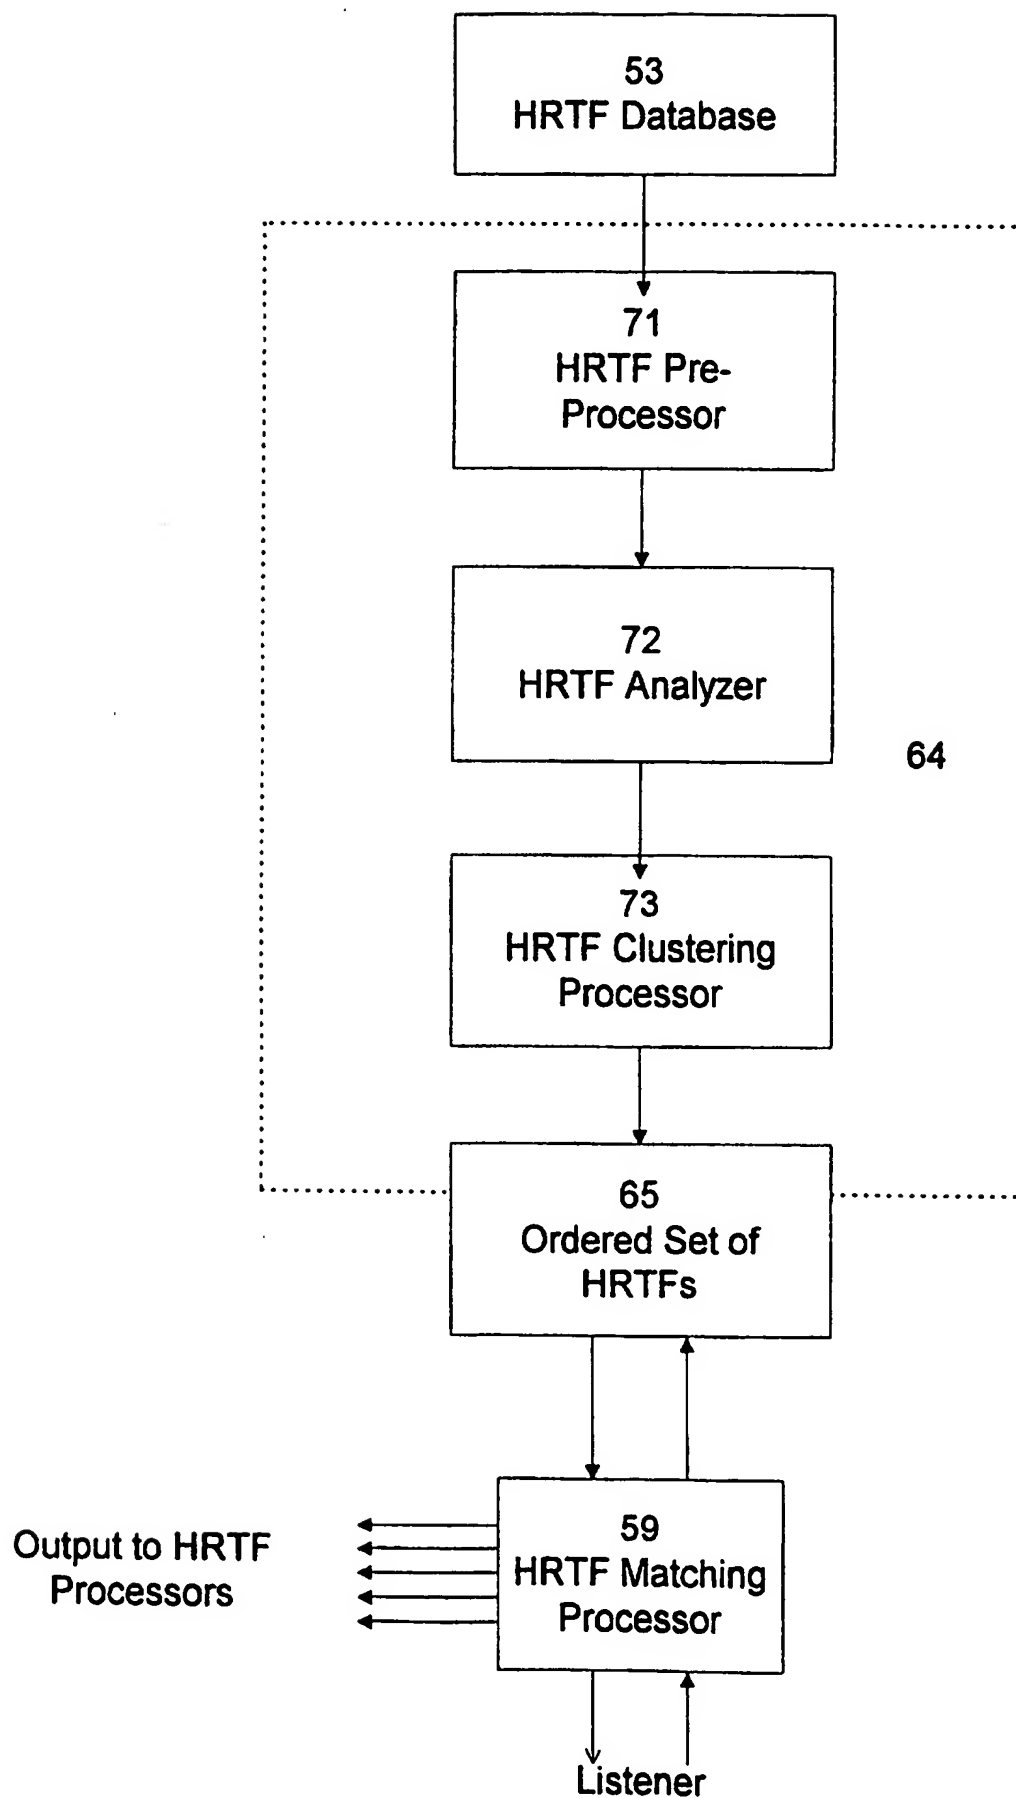 53
HRTF Database
71
HRTF Pre-
Processor
72
HRTF Analyzer
64
73
HRTF Clustering
Processor
65
Ordered Set of
HRTFs
Output to HRTF
Processors
59
HRTF Matching
Processor
Listener